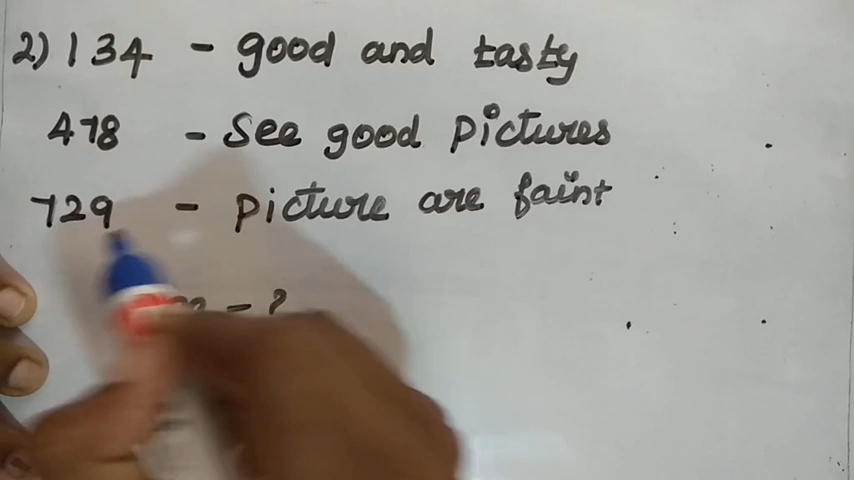 2) 134 - good and tasty
478 - See good Pictures
729 - picture are faint
- ?